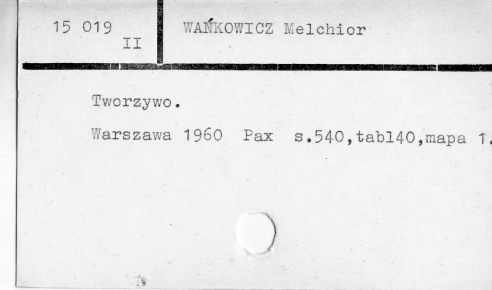 15 019 WAŃKOWICZ Melchior
II
Tworzywo.
Warszawa 1960 Pax s.540,tabl40,mapa 1.